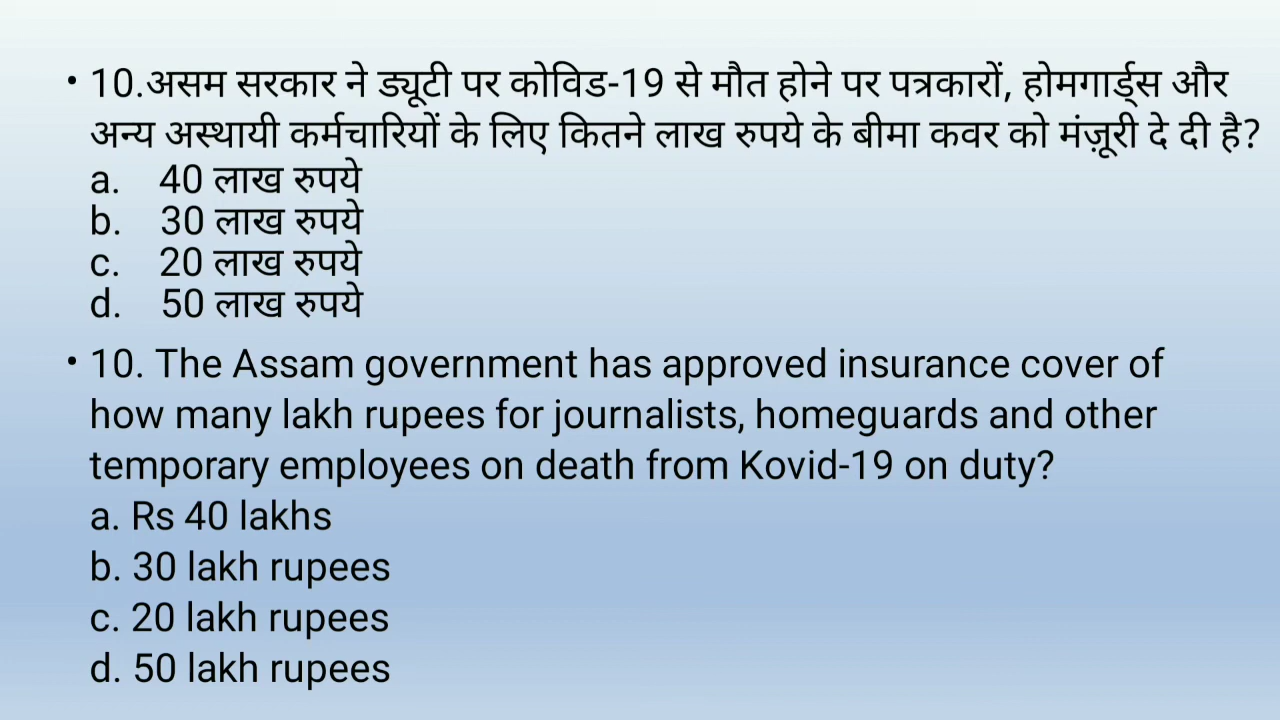 • 10.असम सरकार ने ड्यूटी पर कोविड-19 से मौत होने पर पत्रकारों, होमगार्ड्स और
अन्य अस्थायी कर्मचारियों के लिए कितने लाख रुपये के बीमा कवर को मंज़ूरी दे दी है?
a. 40 लाख रुपये
b. 30 लाख रुपये
c. 20 लाख रुपये
d. 50 लाख रुपये
• 10. The Assam government has approved insurance cover of
how many lakh rupees for journalists, homeguards and other
temporary employees on death from Kovid-19 on duty?
a. Rs 40 lakhs
b. 30 lakh rupees
c. 20 lakh rupees
d. 50 lakh rupees